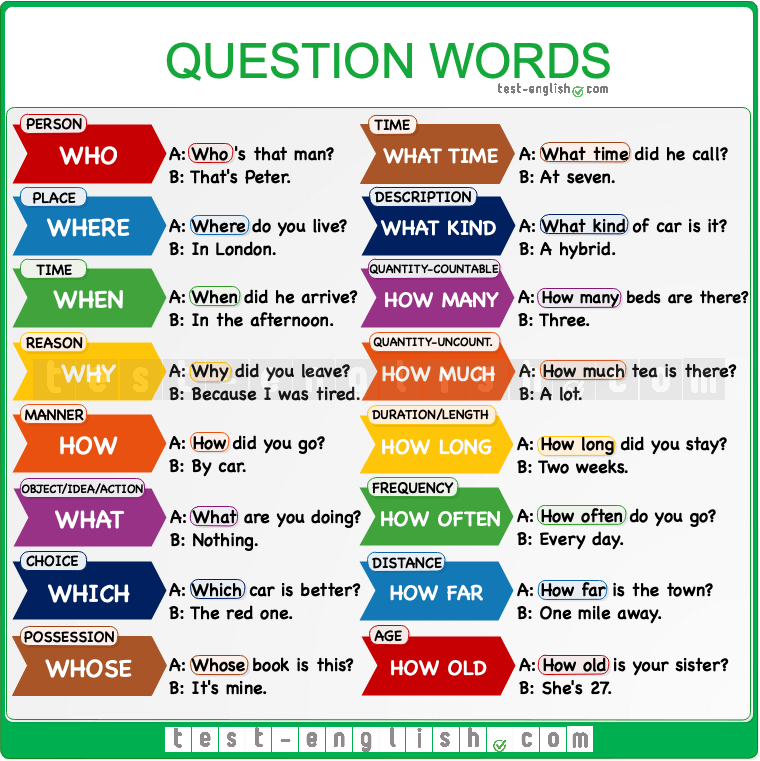 QUESTION WORDS
test-english.com
PERSON
WHO
A: Who's that man?
B: That's Peter.
PLACE
WHERE
A: Where do you live?
B: In London.
TIME
WHEN
A: When did he arrive?
B: In the afternoon.
REASON
WHY
A: Why did you leave?
B: Because I was tired.
MANNER
HOW
A: How did you go?
B: By car.
OBJECT/IDEA/ACTION
WHAT
A: What are you doing?
B: Nothing.
CHOICE
WHICH
A: Which car is better?
B: The red one.
POSSESSION
WHOSE
A: Whose book is this?
B: It's mine.
TIME
WHAT TIME
A: What time did he call?
B: At seven.
DESCRIPTION
WHAT KIND
A: What kind of car is it?
B: A hybrid.
QUANTITY-COUNTABLE
HOW MANY
A: How many beds are there?
B: Three.
QUANTITY-UNCOUNT.
HOW MUCH
A: How much tea is there?
B: A lot.
DURATION/LENGTH
HOW LONG
A: How long did you stay?
B: Two weeks.
FREQUENCY
HOW OFTEN
A: How often do you go?
B: Every day.
DISTANCE
HOW FAR
A: How far is the town?
B: One mile away.
AGE
HOW OLD
A: How old is your sister?
B: She's 27.
test-english.com
test-english.com